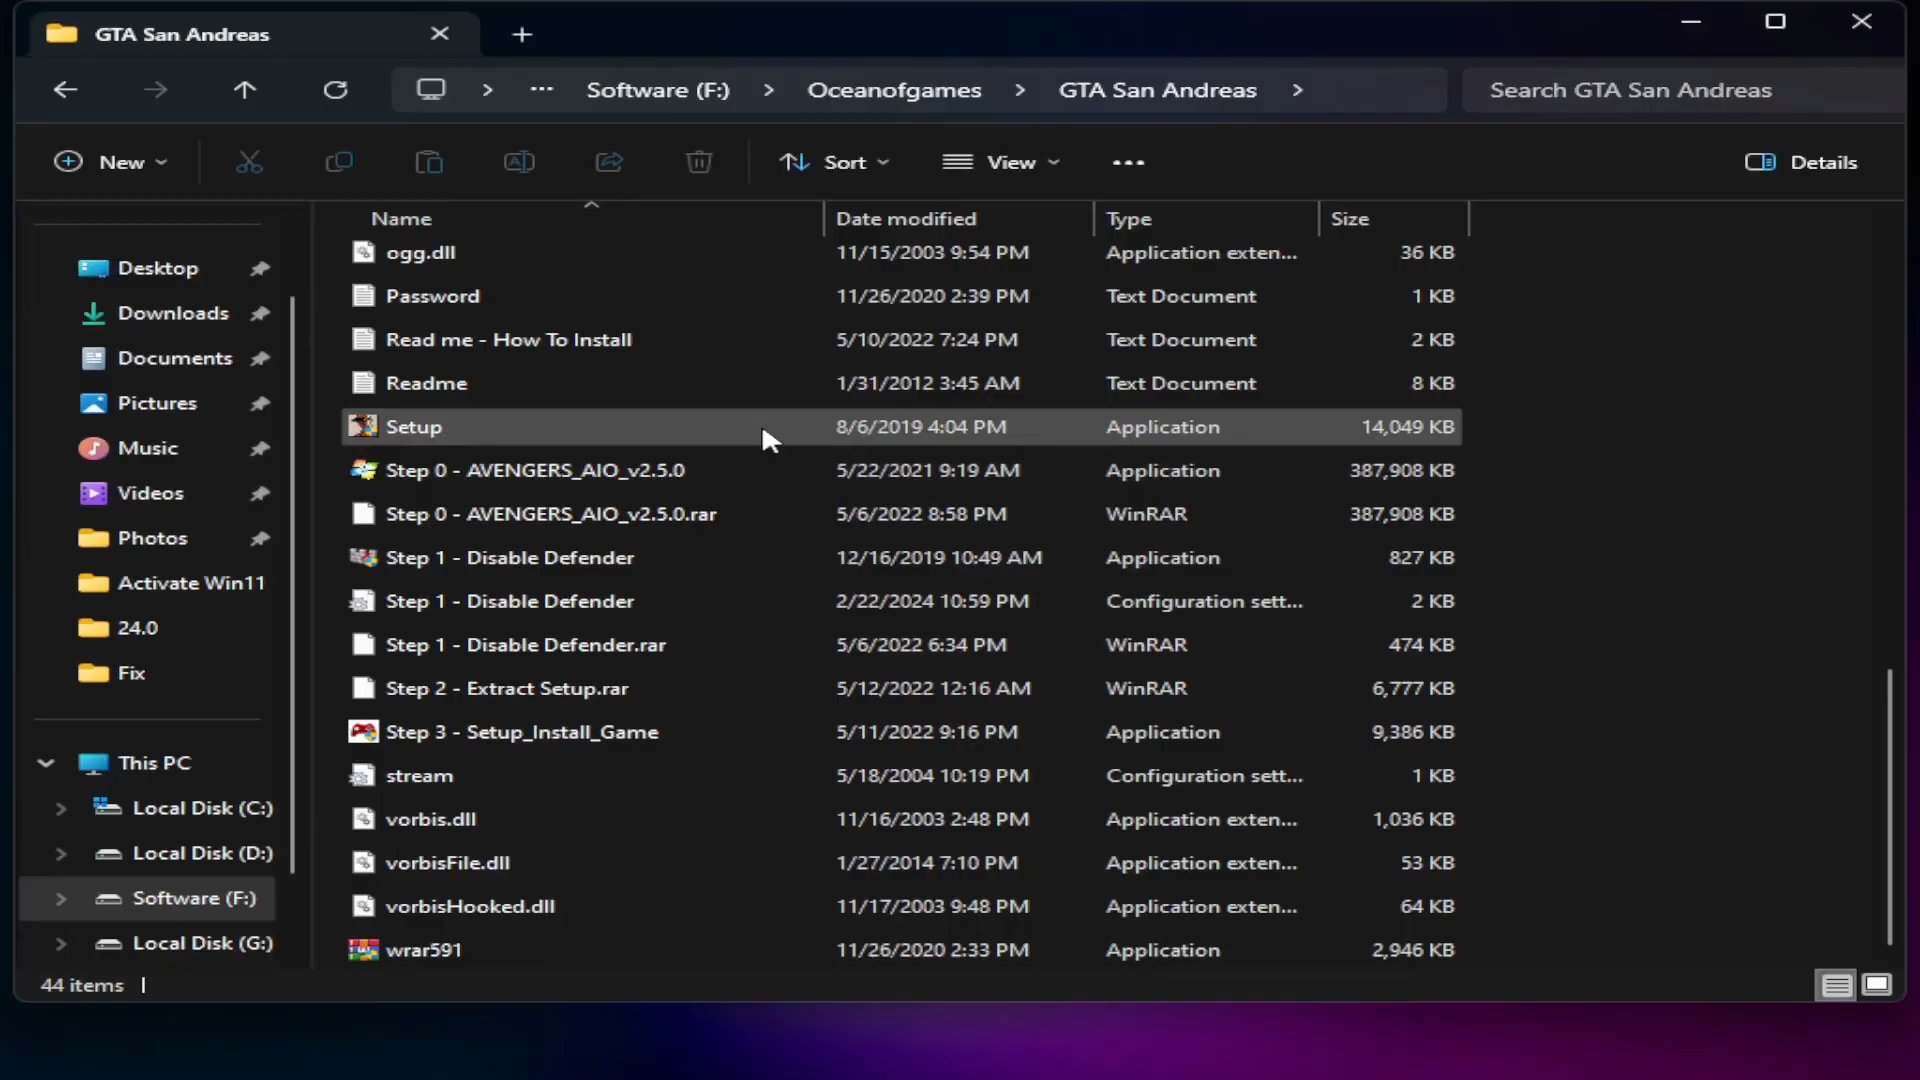 GTA San Andreas
Software (F:) Oceanofgames GTA San Andreas Search GTA San Andreas
New Sort View Details
Name Date modified Type Size
ogg.dll 11/15/2003 9:54 PM Application exten... 36 KB
Password 11/26/2020 2:39 PM Text Document 1 KB
Read me - How To Install 5/10/2022 7:24 PM Text Document 2 KB
Readme 1/31/2012 3:45 AM Text Document 8 KB
Setup 8/6/2019 4:04 PM Application 14,049 KB
Step 0 - AVENGERS_AIO_v2.5.0 5/22/2021 9:19 AM Application 387,908 KB
Step 0 - AVENGERS_AIO_v2.5.0.rar 5/6/2022 8:58 PM WinRAR 387,908 KB
Step 1 - Disable Defender 12/16/2019 10:49 AM Application 827 KB
Step 1 - Disable Defender 2/22/2024 10:59 PM Configuration sett... 2 KB
Step 1 - Disable Defender.rar 5/6/2022 6:34 PM WinRAR 474 KB
Step 2 - Extract Setup.rar 5/12/2022 12:16 AM WinRAR 6,777 KB
Step 3 - Setup_Install_Game 5/11/2022 9:16 PM Application 9,386 KB
stream 5/18/2004 10:19 PM Configuration sett... 1 KB
vorbis.dll 11/16/2003 2:48 PM Application exten... 1,036 KB
vorbisFile.dll 1/27/2014 7:10 PM Application exten... 53 KB
vorbisHooked.dll 11/17/2003 9:48 PM Application exten... 64 KB
wrar591 11/26/2020 2:33 PM Application 2,946 KB
Desktop
Downloads
Documents
Pictures
Music
Videos
Photos
Activate Win11
24.0
Fix
This PC
Local Disk (C:)
Local Disk (D:)
Software (F:)
Local Disk (G:)
44 items